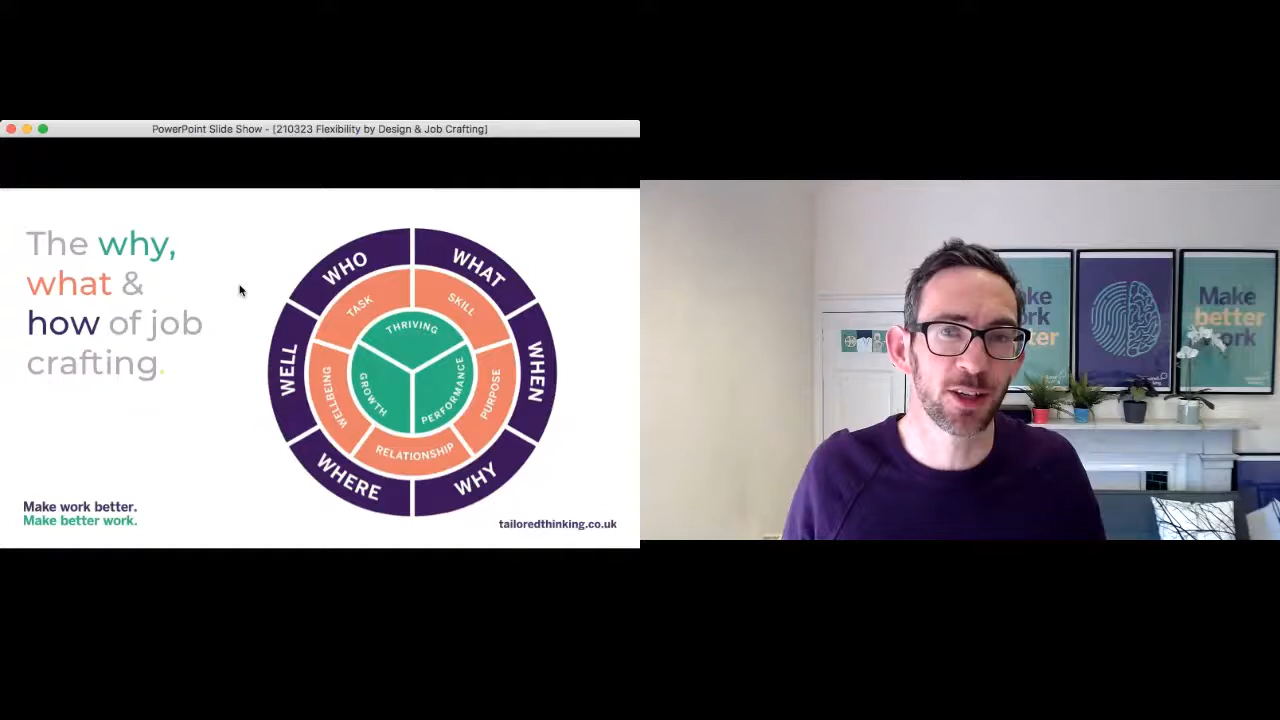 PowerPoint Slide Show - [210323 Flexibility by Design & Job Crafting]
The why,
what &
how of job
crafting.
WHO
WHAT
WHEN
WHY
WHERE
WELL
TASK
SKILL
PURPOSE
RELATIONSHIP
WELLBEING
THRIVING
PERFORMANCE
GROWTH
Make work better.
Make better work.
tailoredthinking.co.uk
Make
better
work